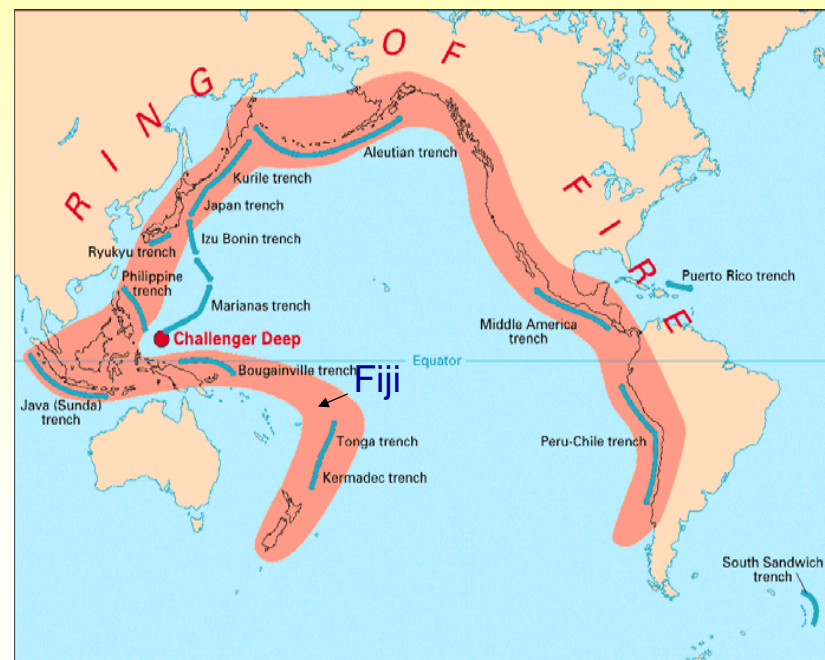 RING OF FIRE
Aleutian trench
Kurile trench
Japan trench
Izu Bonin trench
Ryukyu trench
Philippine
trench
Marianas trench
Challenger Deep
Puerto Rico trench
Middle America
trench
Equator
Bougainville trench
Fiji
Java (Sunda)
trench
Tonga trench
Kermadec trench
Peru-Chile trench
South Sandwich
trench